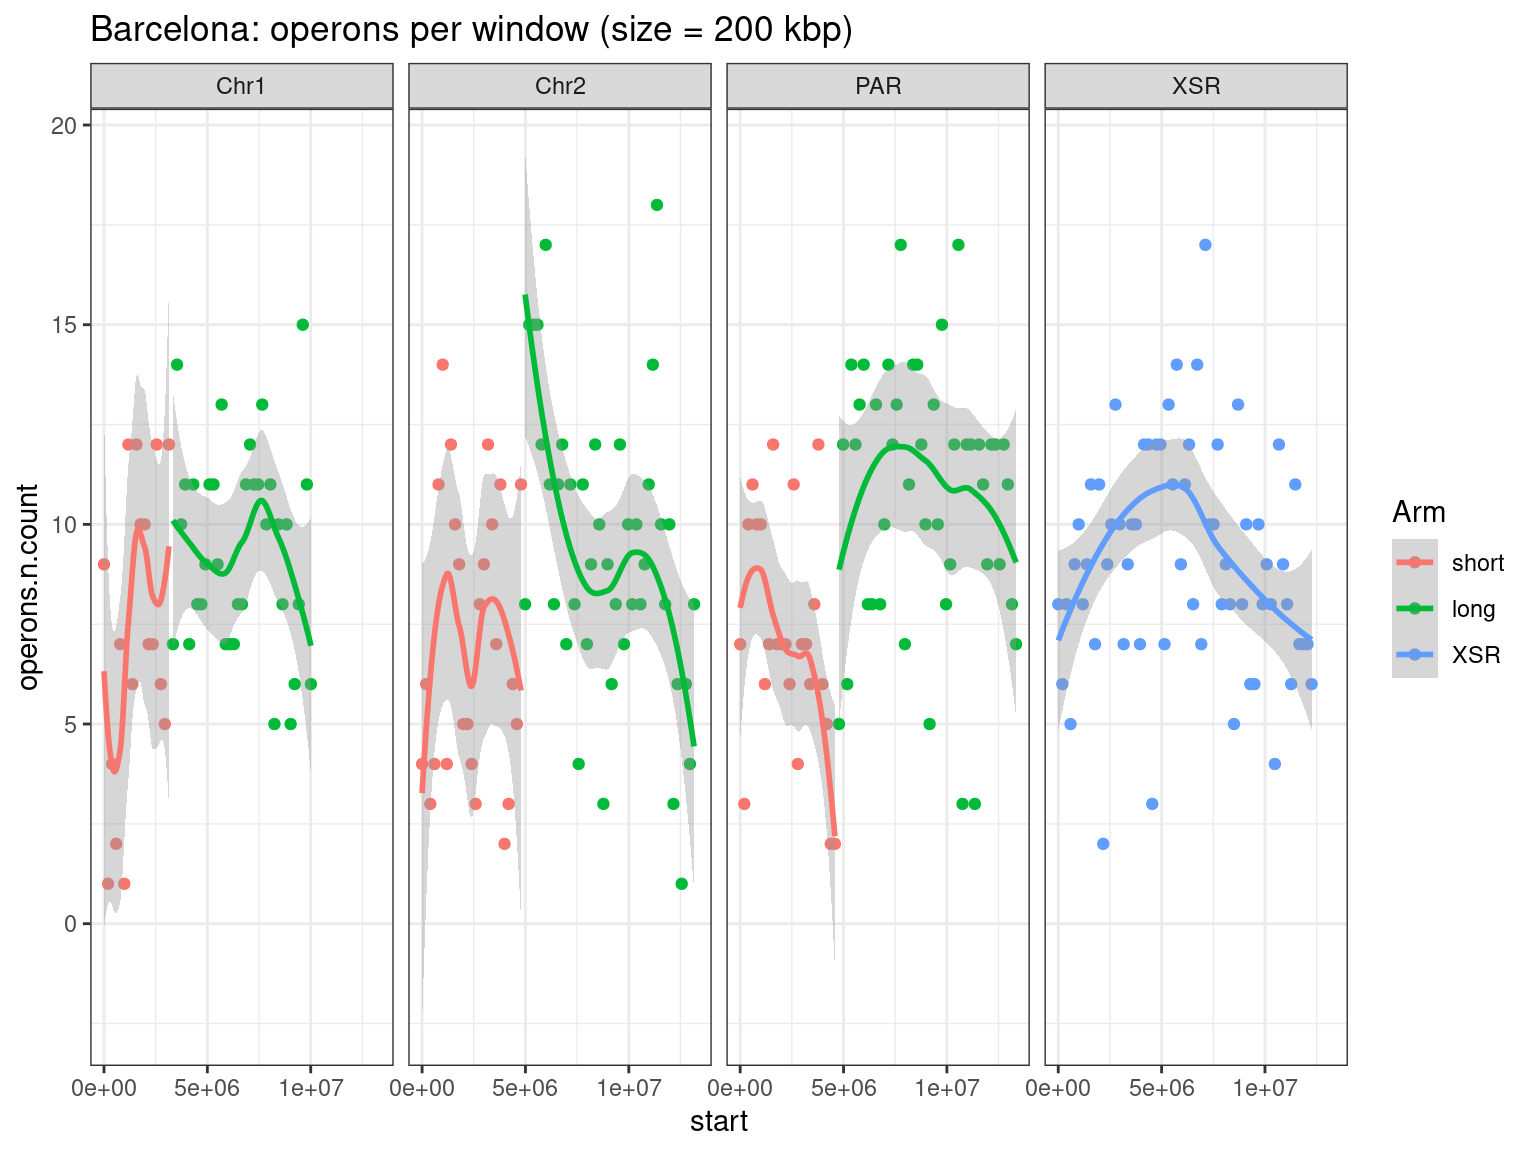 Barcelona: operons per window (size = 200 kbp)
Chr1
Chr2
PAR
XSR
operons.n.count
20
15
10
5
0
0e+00 5e+06 1e+07
0e+00 5e+06 1e+07
0e+00 5e+06 1e+07
0e+00 5e+06 1e+07
start
Arm
short
long
XSR